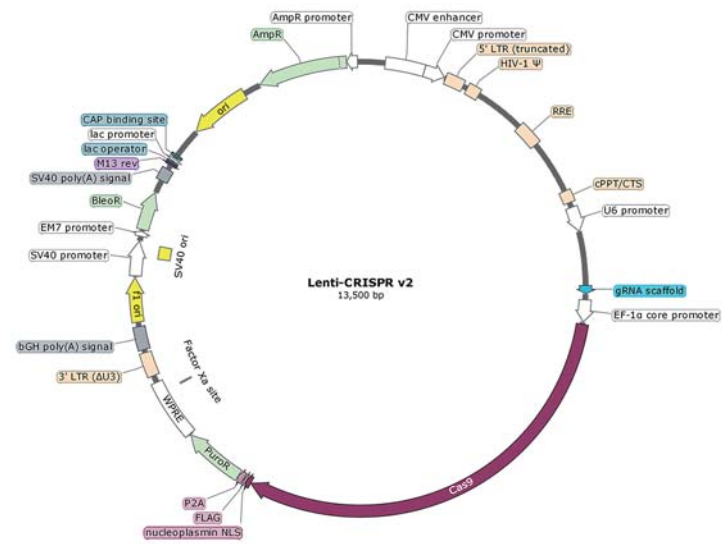 AmpR promoter
CMV enhancer
CMV promoter
AmpR
5' LTR (truncated)
HIV-1 Ψ
ori
RRE
CAP binding site
lac promoter
lac operator
M13 rev
SV40 poly(A) signal
cPPT/CTS
BleoR
U6 promoter
EM7 promoter
SV40 ori
SV40 promoter
Lenti-CRISPR v2
13,500 bp
gRNA scaffold
f1 ori
EF-1α core promoter
bGH poly(A) signal
Factor Xa site
3' LTR (ΔU3)
WPRE
PuroR
Cas9
P2A
FLAG
nucleoplasmin NLS